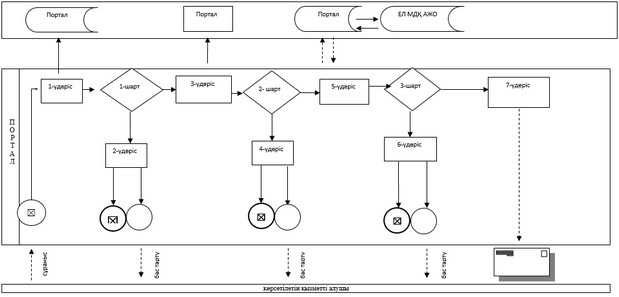 Портал
Портал
Портал
ЕЛ МДҚ АЖО
ПОРТАЛ
1-үдеріс
1-шарт
3-үдеріс
2- шарт
5-үдеріс
3-шарт
7-үдеріс
2-үдеріс
4-үдеріс
6-үдеріс
сұраныс
бас тарту
бас тарту
бас тарту
көрсетілетін қызметті алушы